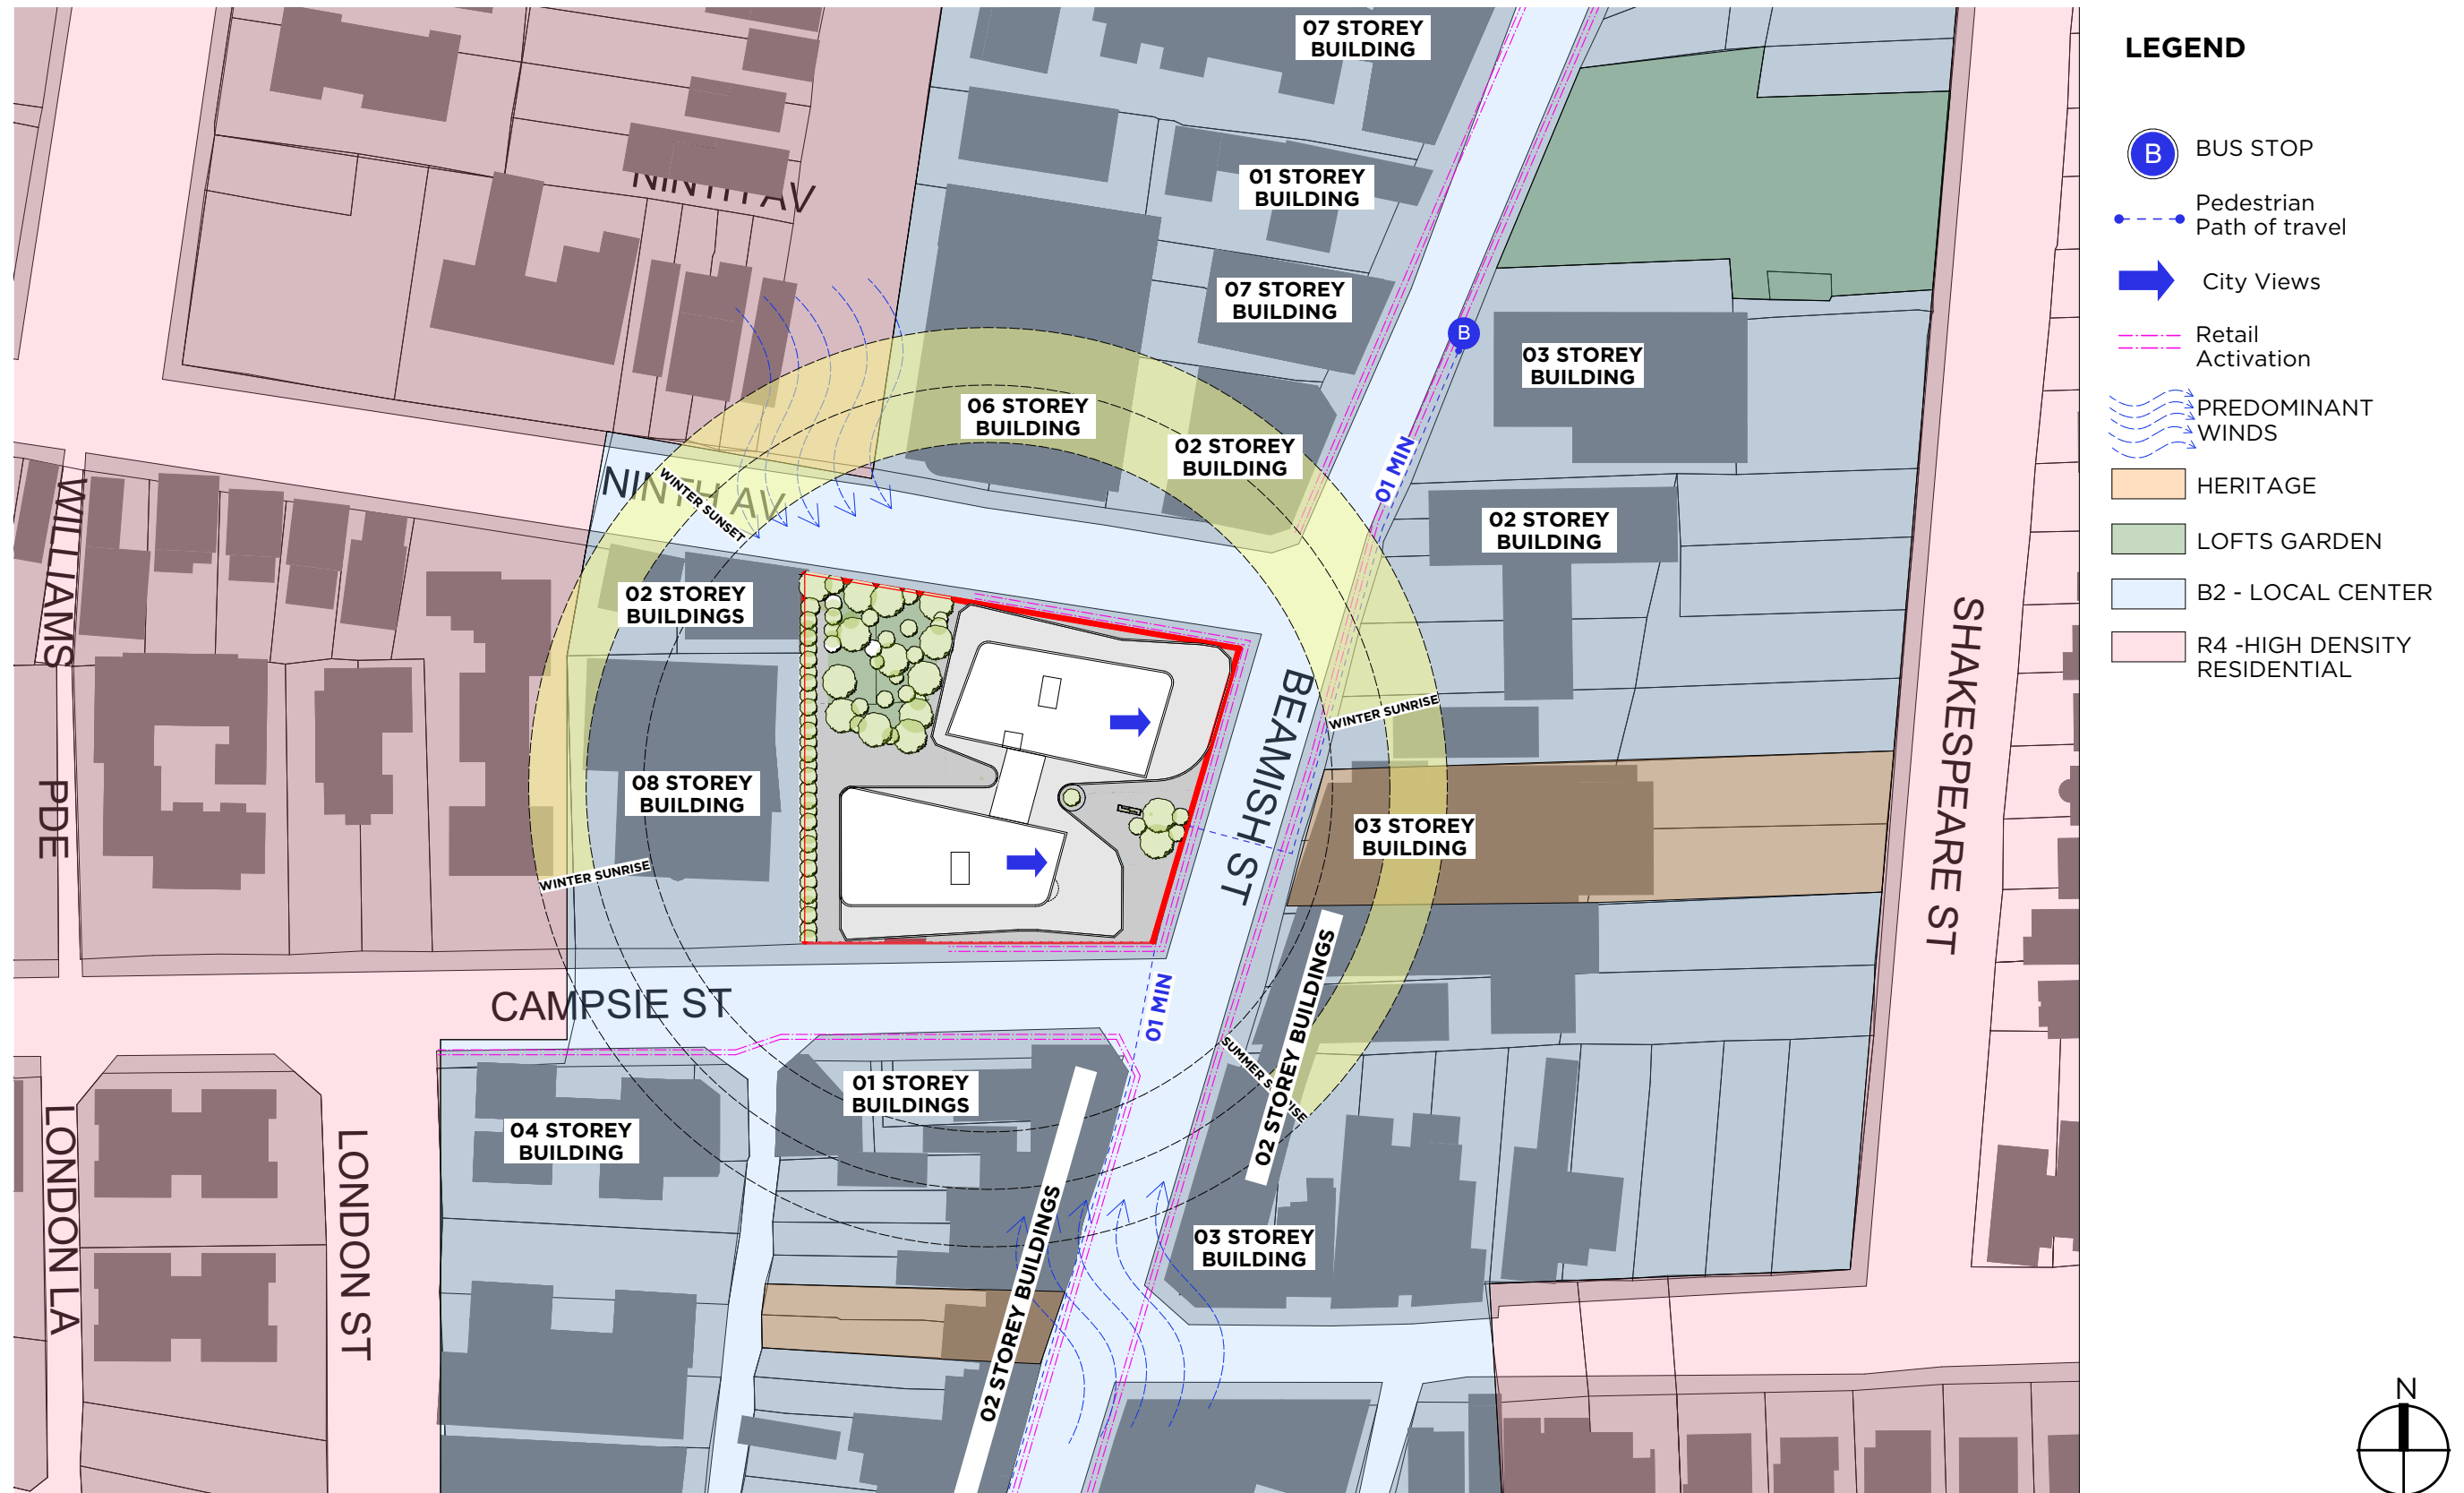 07 STOREY
BUILDING
LEGEND
B
BUS STOP
Pedestrian
Path of travel
City Views
Retail
Activation
PREDOMINANT
WINDS
HERITAGE
LOFTS GARDEN
B2 - LOCAL CENTER
R4 -HIGH DENSITY
RESIDENTIAL
NINTH AV
01 STOREY
BUILDING
07 STOREY
BUILDING
B
03 STOREY
BUILDING
06 STOREY
BUILDING
02 STOREY
BUILDING
01 MIN
NINTH AV
WINTER SUNSET
02 STOREY
BUILDING
WILLIAMS
PDE
02 STOREY
BUILDINGS
SHAKESPEARE ST
BEAMISH ST
WINTER SUNRISE
08 STOREY
BUILDING
03 STOREY
BUILDING
WINTER SUNRISE
02 STOREY BUILDINGS
CAMPSIE ST
01 MIN
SUMMER
01 STOREY
BUILDINGS
04 STOREY
BUILDING
LONDON LA
LONDON ST
02 STOREY BUILDINGS
03 STOREY
BUILDING
N